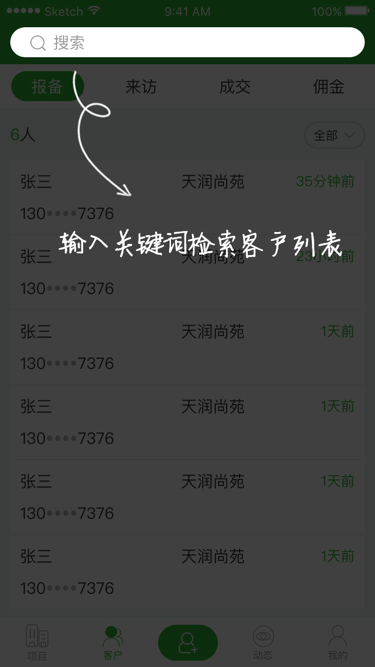 Sketch 9:41 AM 100%
搜索
报备 来访 成交 佣金
6人 全部
张三 天润尚苑 35分钟前
130••••7376
输入关键词检索客户列表
张三 天润尚苑 23小时前
130••••7376
张三 天润尚苑 1天前
130••••7376
张三 天润尚苑 1天前
130••••7376
张三 天润尚苑 1天前
130••••7376
张三 天润尚苑 1天前
130••••7376
项目 客户 动态 我的